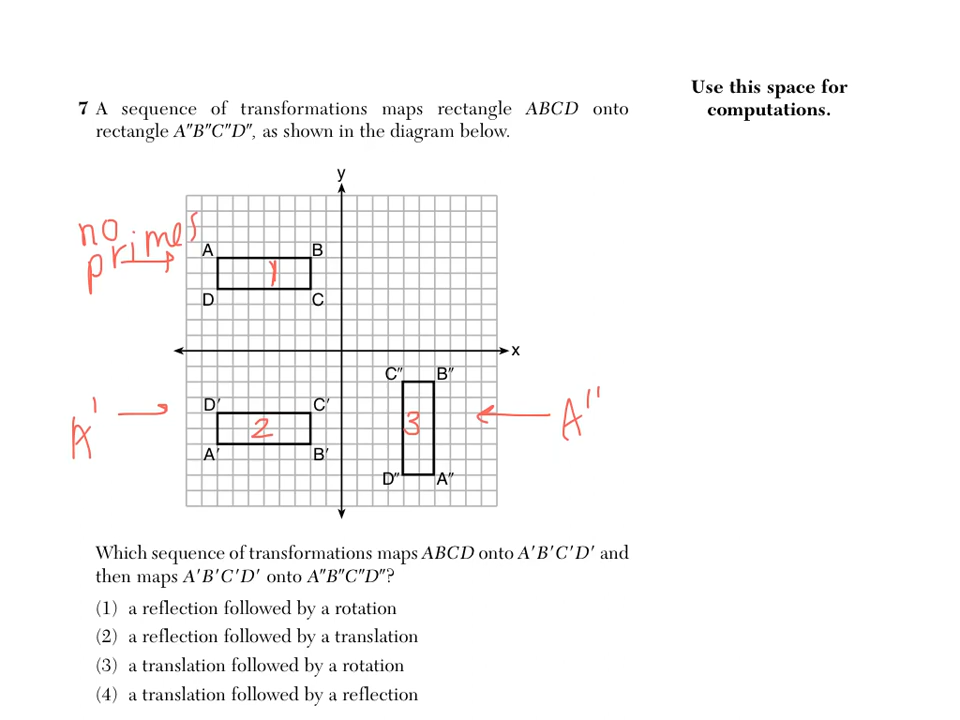 Use this space for
computations.
7 A sequence of transformations maps rectangle ABCD onto
rectangle A″B″C″D″, as shown in the diagram below.
y
no primes
A B
1
D C
x
C″ B″
D′ C′
A′
2
3
A″
A′ B′
D″ A″
Which sequence of transformations maps ABCD onto A′B′C′D′ and
then maps A′B′C′D′ onto A″B″C″D″?
(1) a reflection followed by a rotation
(2) a reflection followed by a translation
(3) a translation followed by a rotation
(4) a translation followed by a reflection